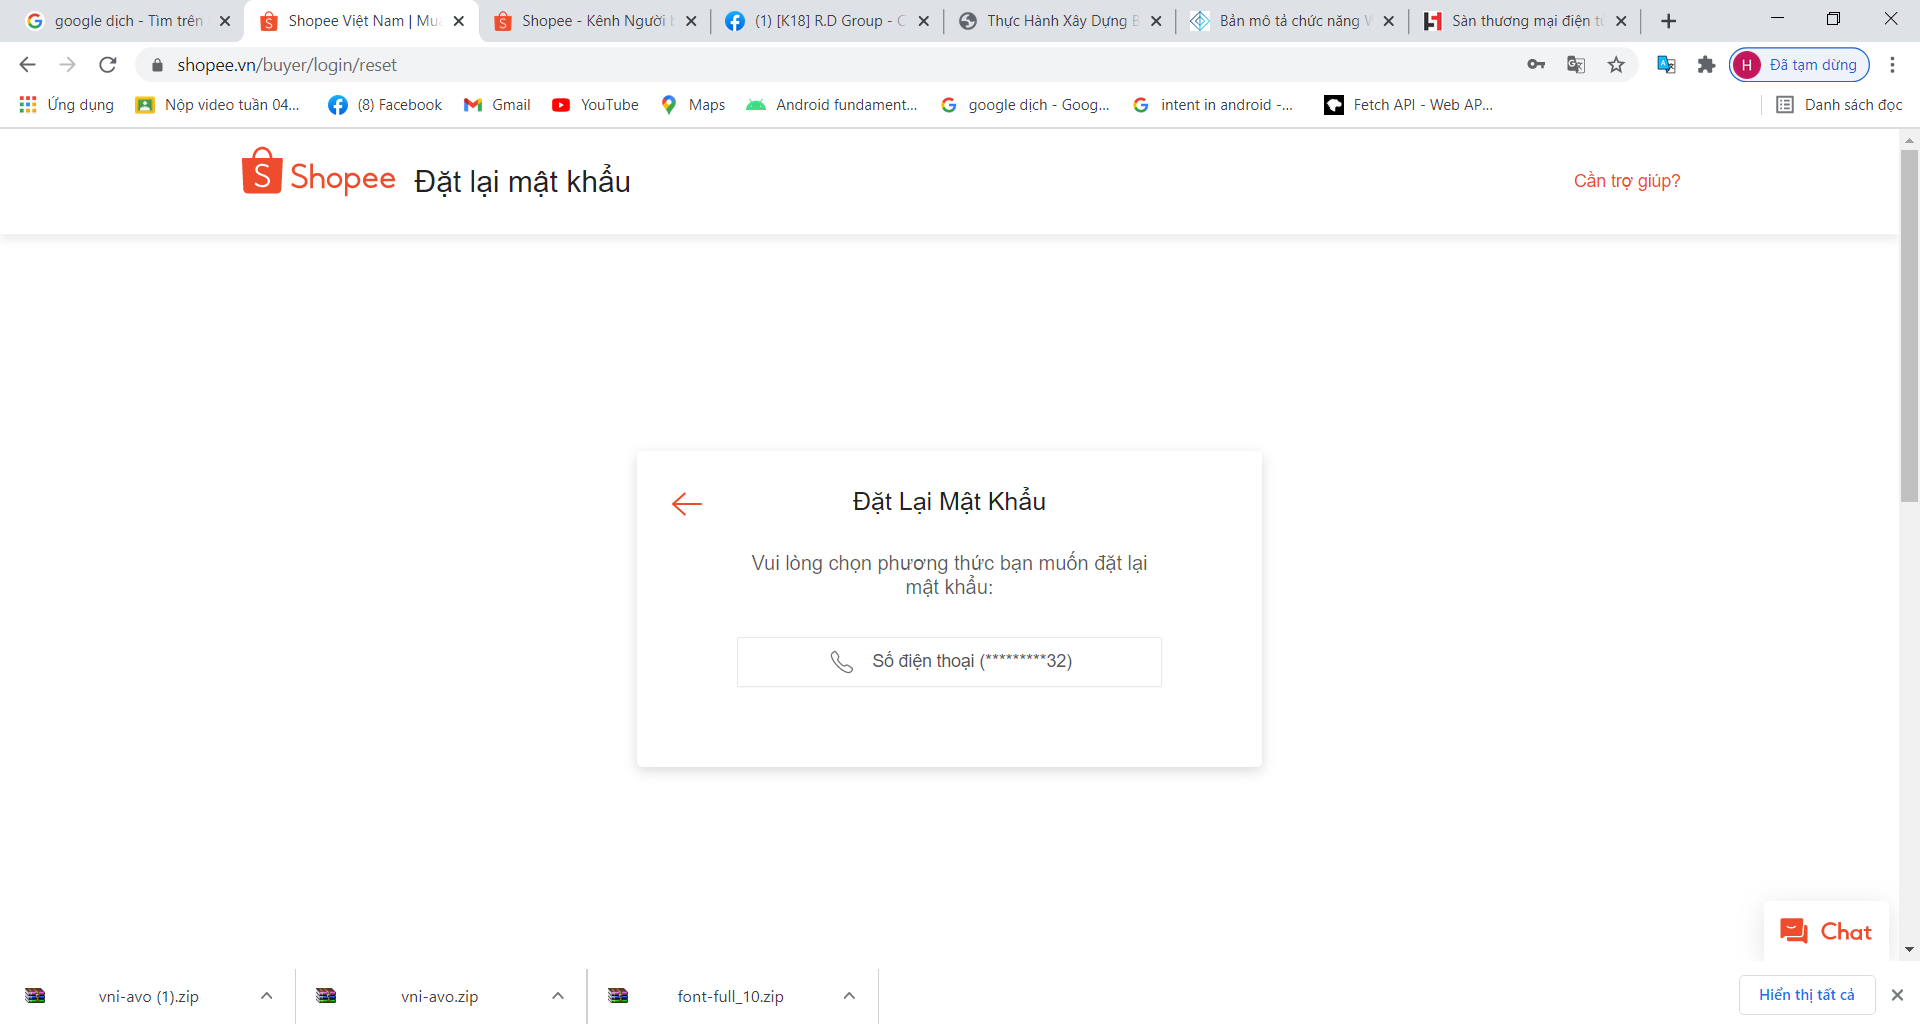 google dịch - Tìm trên
Shopee Việt Nam | Mua
Shopee - Kênh Người b
(1) [K18] R.D Group - C
Thực Hành Xây Dựng B
Bản mô tả chức năng W
Sàn thương mại điện tử
shopee.vn/buyer/login/reset
H Đã tạm dừng
Ứng dụng
Nộp video tuần 04...
(8) Facebook
Gmail
YouTube
Maps
Android fundament...
google dịch - Goog...
intent in android -...
Fetch API - Web AP...
Danh sách đọc
Shopee
Đặt lại mật khẩu
Cần trợ giúp?
Đặt Lại Mật Khẩu
Vui lòng chọn phương thức bạn muốn đặt lại
mật khẩu:
Số điện thoại (*********32)
Chat
vni-avo (1).zip
vni-avo.zip
font-full_10.zip
Hiển thị tất cả